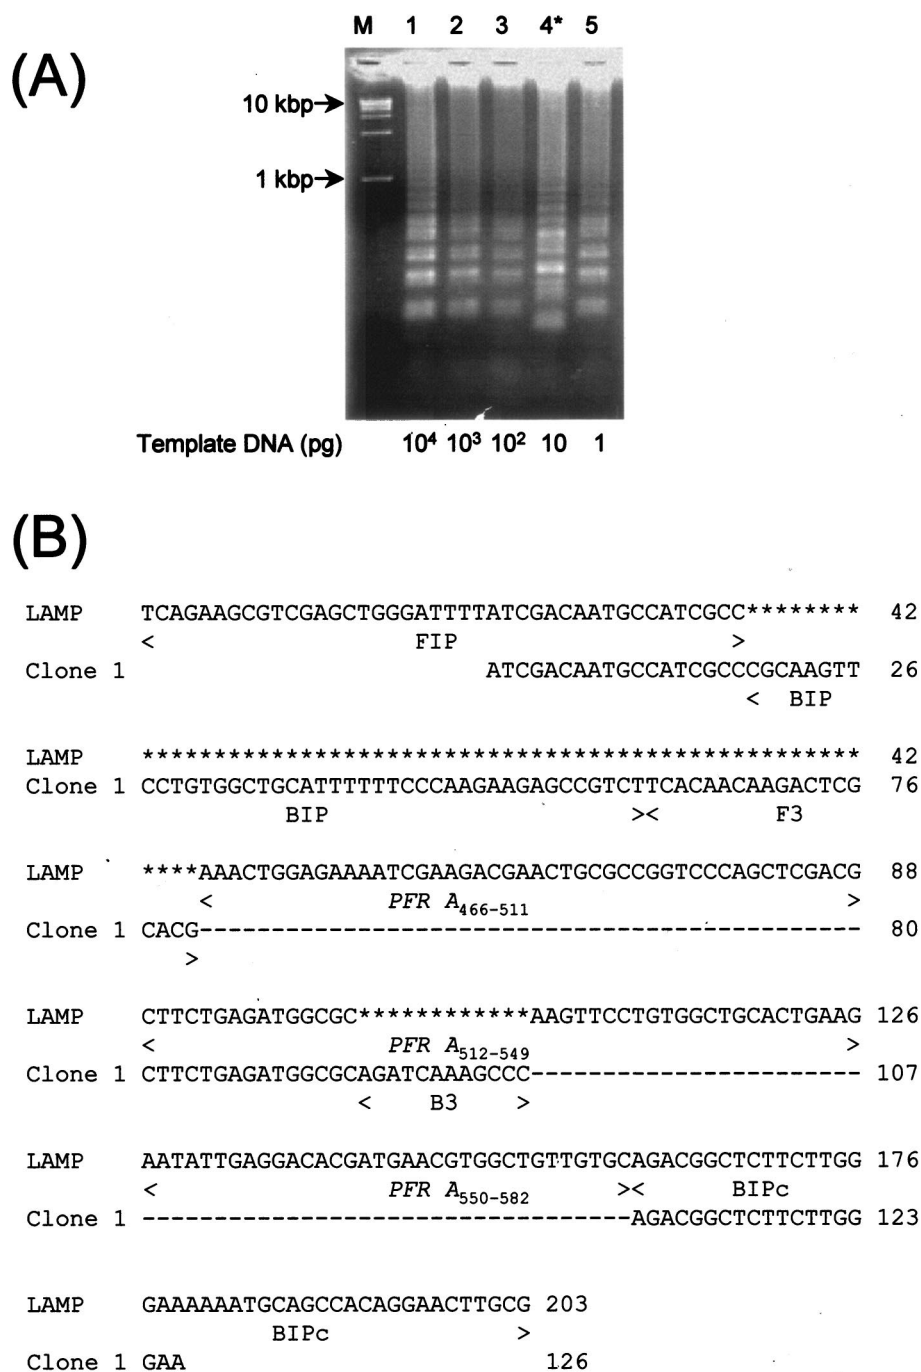 (A)
M 1 2 3 4* 5
10 kbp→
1 kbp→
Template DNA (pg) 10⁴ 10³ 10² 10 1
(B)
LAMP TCAGAAGCGTCGAGCTGGGATTTTATCGACAATGCCATCGCC******** 42
< FIP >
Clone 1 ATCGACAATGCCATCGCCCGCAAGTT 26
< BIP
LAMP ************************************************** 42
Clone 1 CCTGTGGCTGCATTTTTTCCCAAGAAGAGCCGTCTTCACAACAAGACTCG 76
BIP >< F3
LAMP ****AAACTGGAGAAAATCGAAGACGAACTGCGCCGGTCCCAGCTCGACG 88
< PFR A466-511 >
Clone 1 CACG---------------------------------------------- 80
>
LAMP CTTCTGAGATGGCGC************AAGTTCCTGTGGCTGCACTGAAG 126
< PFR A512-549 >
Clone 1 CTTCTGAGATGGCGCAGATCAAAGCCC----------------------- 107
< B3 >
LAMP AATATTGAGGACACGATGAACGTGGCTGTTGTGCAGACGGCTCTTCTTGG 176
< PFR A550-582 >< BIPc
Clone 1 ----------------------------------AGACGGCTCTTCTTGG 123
LAMP GAAAAAATGCAGCCACAGGAACTTGCG 203
BIPc >
Clone 1 GAA 126